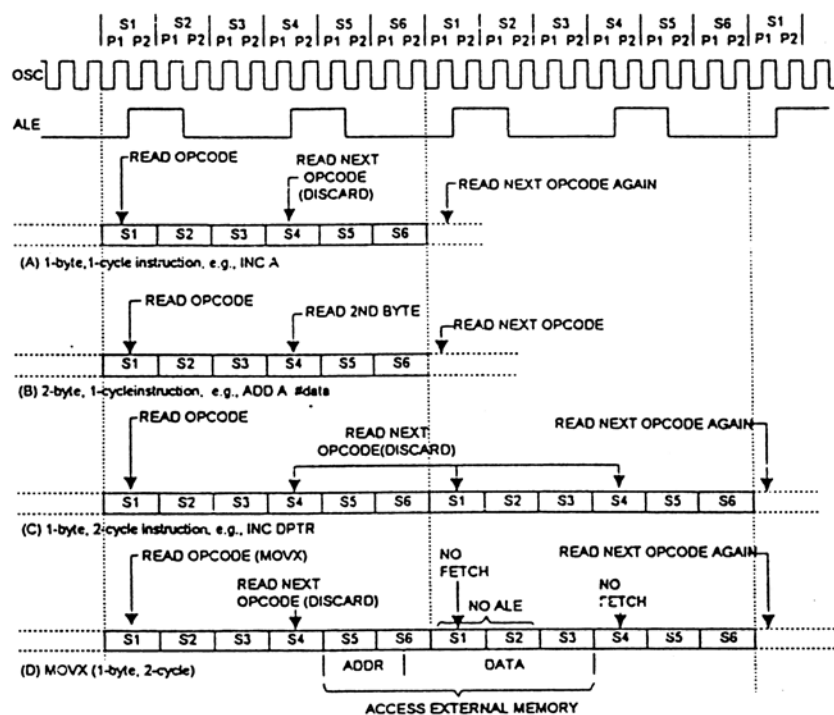 S1 S2 S3 S4 S5 S6 S1 S2 S3 S4 S5 S6 S1
P1 P2 P1 P2 P1 P2 P1 P2 P1 P2 P1 P2 P1 P2 P1 P2 P1 P2 P1 P2 P1 P2 P1 P2 P1 P2
OSC
ALE
READ OPCODE
READ NEXT
OPCODE
(DISCARD)
READ NEXT OPCODE AGAIN
S1 S2 S3 S4 S5 S6
(A) 1-byte,1-cycle instruction, e.g., INC A
READ OPCODE
READ 2ND BYTE
READ NEXT OPCODE
S1 S2 S3 S4 S5 S6
(B) 2-byte, 1-cycleinstruction, e.g., ADD A #data
READ OPCODE
READ NEXT
OPCODE(DISCARD)
READ NEXT OPCODE AGAIN
S1 S2 S3 S4 S5 S6 S1 S2 S3 S4 S5 S6
(C) 1-byte, 2-cycle instruction, e.g., INC DPTR
READ OPCODE (MOVX)
READ NEXT
OPCODE (DISCARD)
NO
FETCH
NO ALE
NO
FETCH
READ NEXT OPCODE AGAIN
S1 S2 S3 S4 S5 S6 S1 S2 S3 S4 S5 S6
(D) MOVX (1-byte, 2-cycle)
ADDR DATA
ACCESS EXTERNAL MEMORY